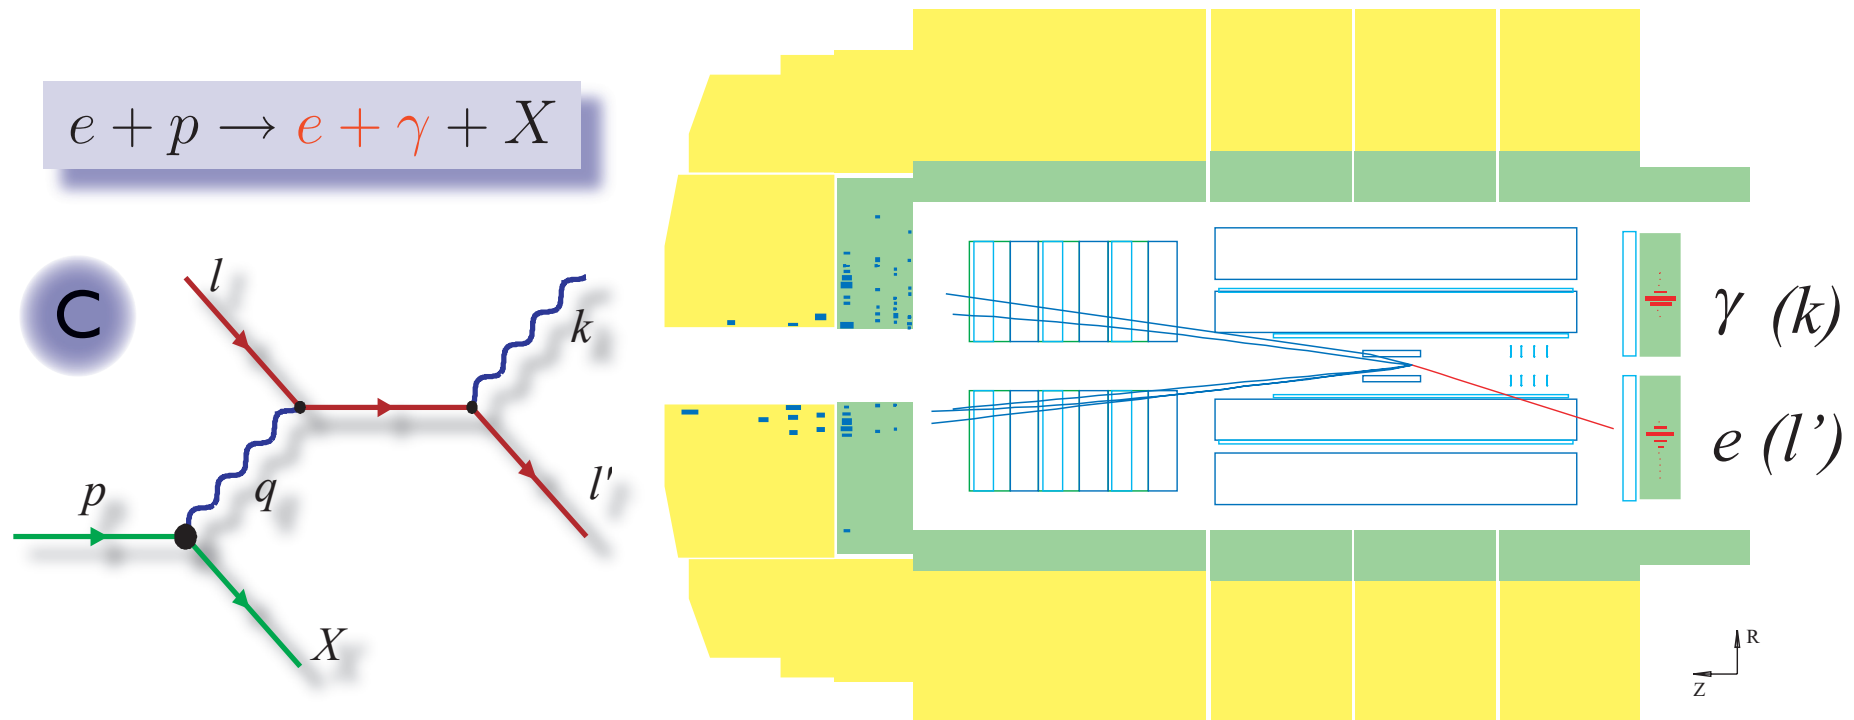 e + p → e + γ + X
C
l
k
p
q
l'
X
γ (k)
e (l')
R
Z